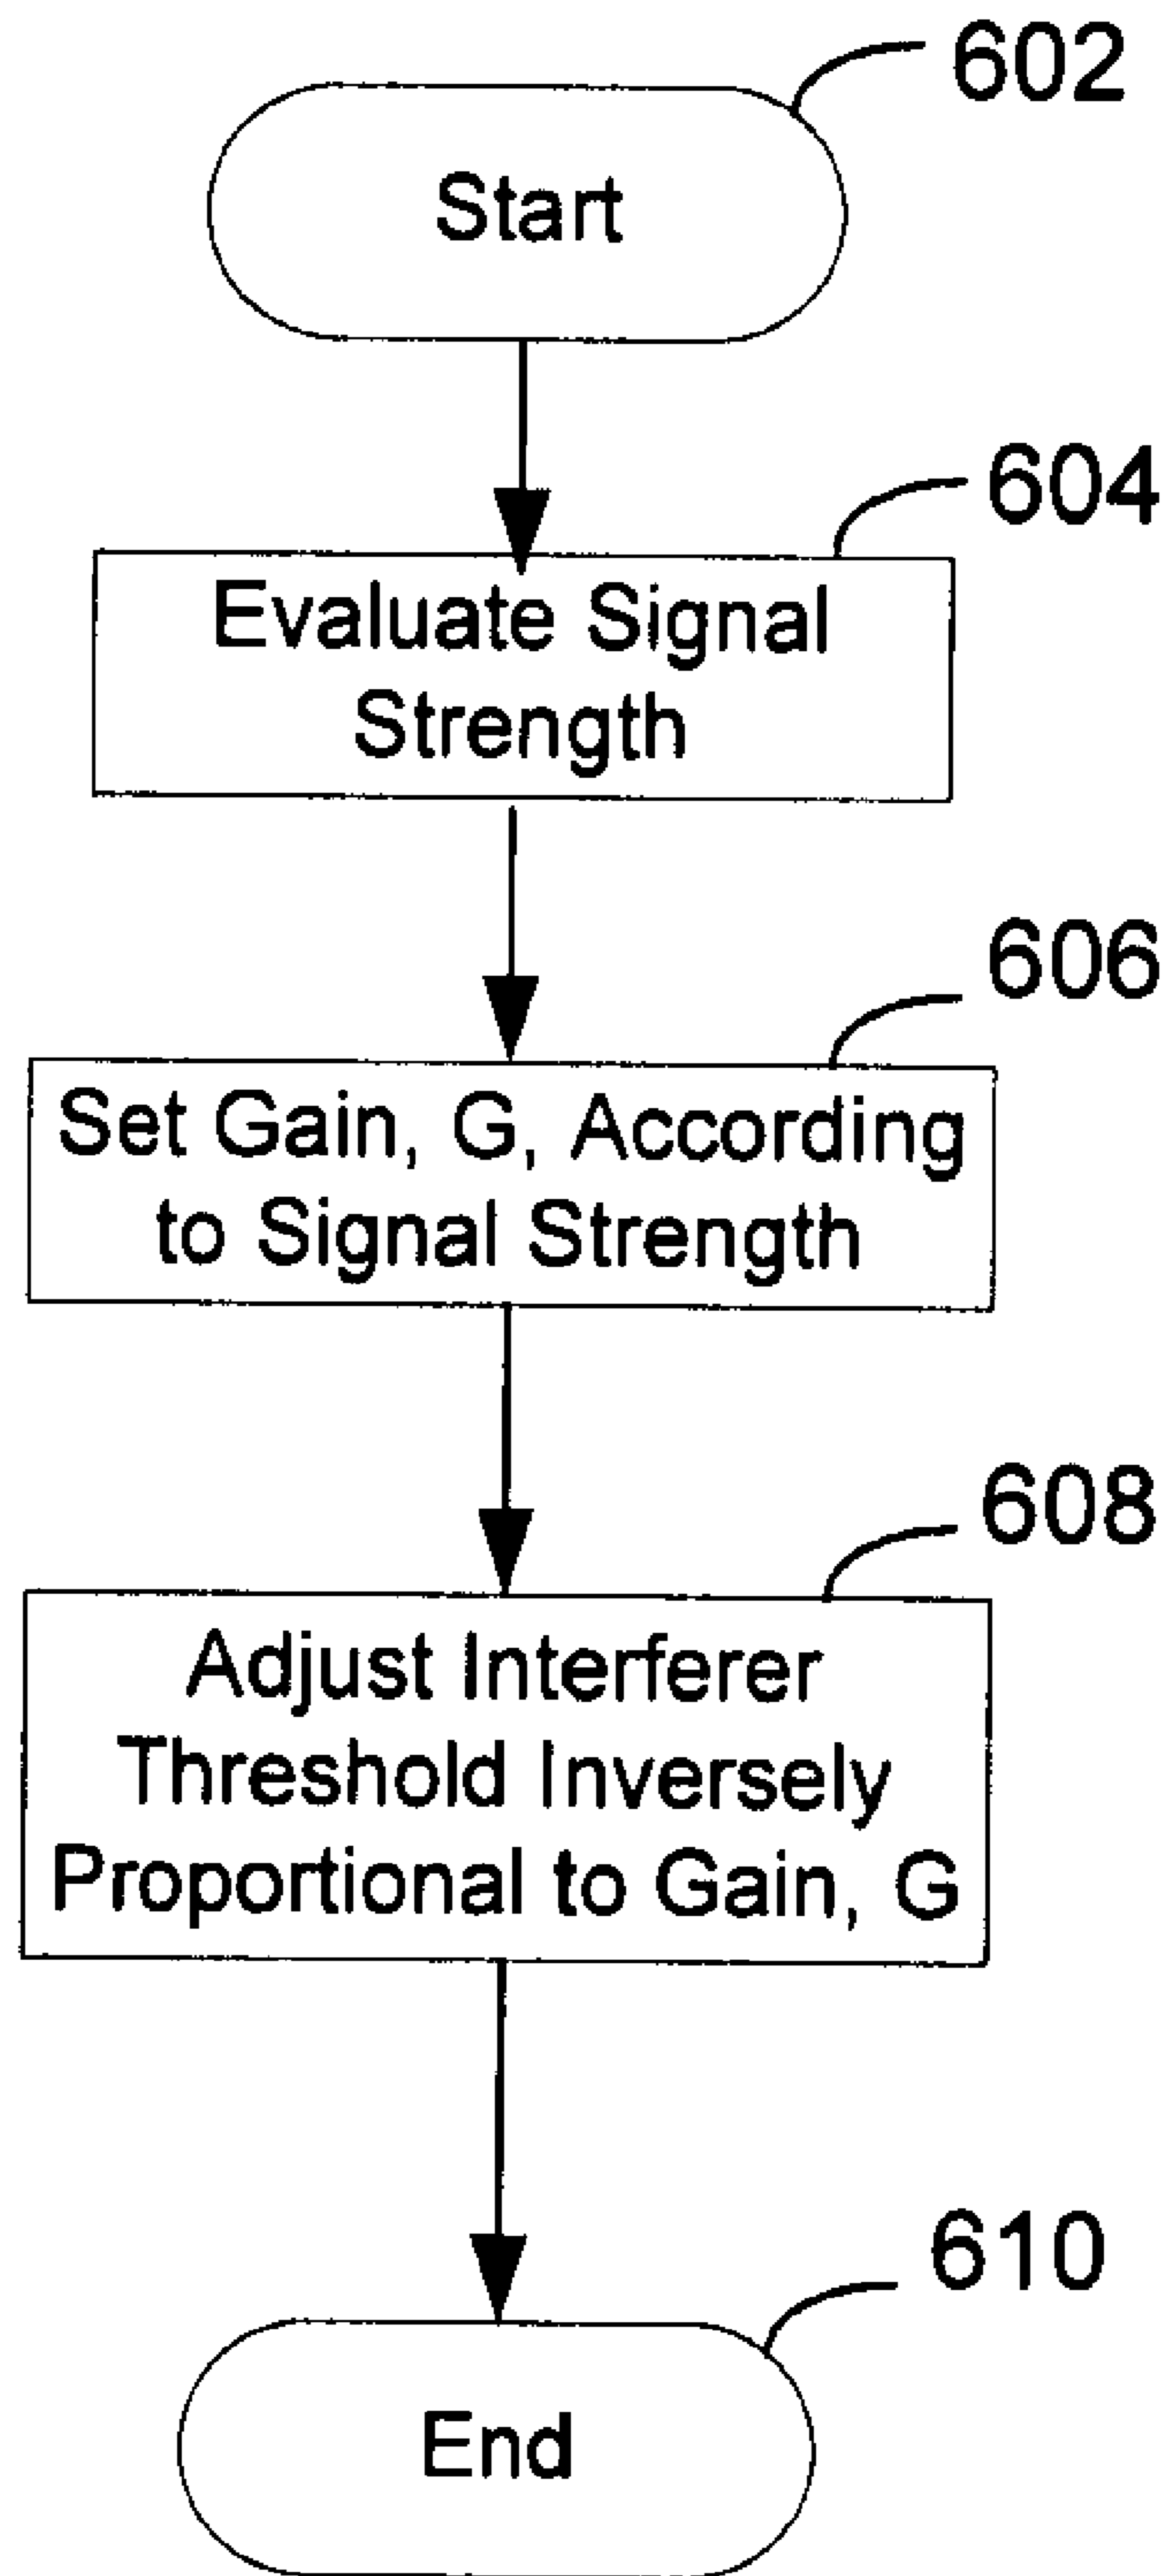 602
Start
604
Evaluate Signal
Strength
606
Set Gain, G, According
to Signal Strength
608
Adjust Interferer
Threshold Inversely
Proportional to Gain, G
610
End